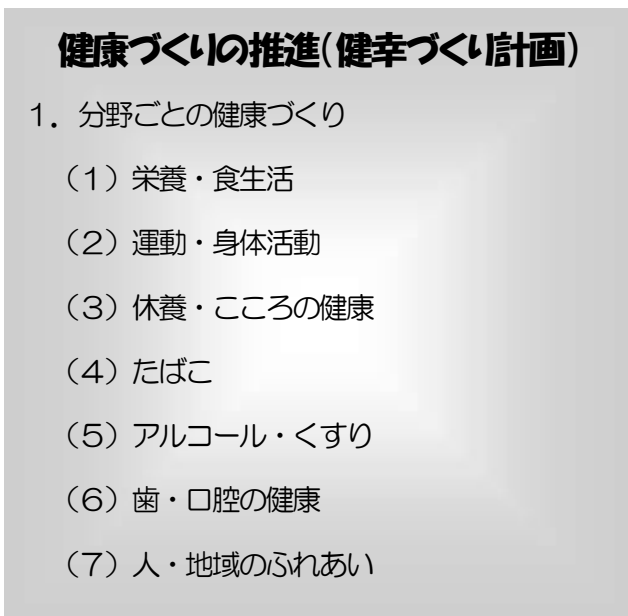 健康づくりの推進(健幸づくり計画)
1．分野ごとの健康づくり
（1）栄養・食生活
（2）運動・身体活動
（3）休養・こころの健康
（4）たばこ
（5）アルコール・くすり
（6）歯・口腔の健康
（7）人・地域のふれあい